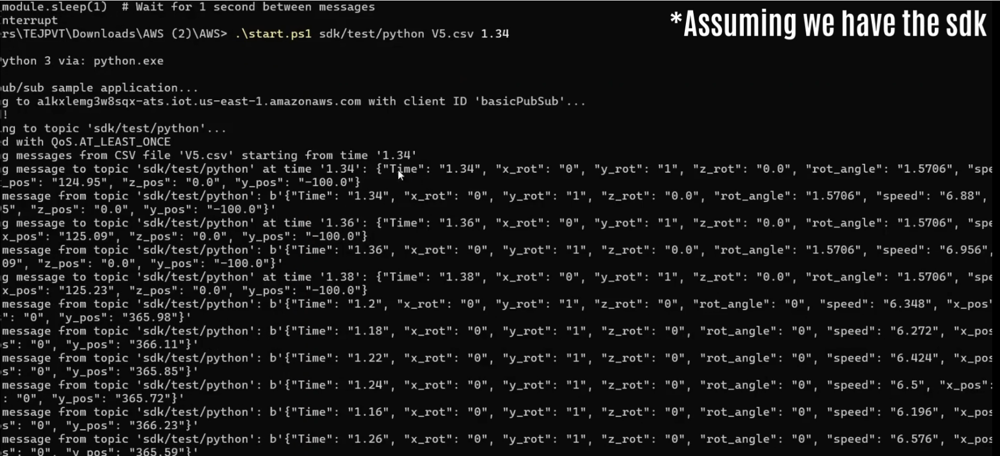 _module.sleep(1)  # Wait for 1 second between messages
*Assuming we have the sdk
nterrupt
rs\TEJPVT\Downloads\AWS (2)\AWS> .\start.ps1 sdk/test/python V5.csv 1.34
ython 3 via: python.exe
ub/sub sample application...
ng to a1kxlemg3w8sqx-ats.iot.us-east-1.amazonaws.com with client ID 'basicPubSub'...
!
ing to topic 'sdk/test/python'...
d with QoS.AT_LEAST_ONCE
g messages from CSV file 'V5.csv' starting from time '1.34'
g message to topic 'sdk/test/python' at time '1.34': {"Time": "1.34", "x_rot": "0", "y_rot": "1", "z_rot": "0.0", "rot_angle": "1.5706", "spe
_pos": "124.95", "z_pos": "0.0", "y_pos": "-100.0"}
message from topic 'sdk/test/python': b'{"Time": "1.34", "x_rot": "0", "y_rot": "1", "z_rot": "0.0", "rot_angle": "1.5706", "speed": "6.88",
5", "z_pos": "0.0", "y_pos": "-100.0"}'
g message to topic 'sdk/test/python' at time '1.36': {"Time": "1.36", "x_rot": "0", "y_rot": "1", "z_rot": "0.0", "rot_angle": "1.5706", "spe
x_pos": "125.09", "z_pos": "0.0", "y_pos": "-100.0"}
message from topic 'sdk/test/python': b'{"Time": "1.36", "x_rot": "0", "y_rot": "1", "z_rot": "0.0", "rot_angle": "1.5706", "speed": "6.956",
09", "z_pos": "0.0", "y_pos": "-100.0"}'
g message to topic 'sdk/test/python' at time '1.38': {"Time": "1.38", "x_rot": "0", "y_rot": "1", "z_rot": "0.0", "rot_angle": "1.5706", "spe
x_pos": "125.23", "z_pos": "0.0", "y_pos": "-100.0"}
message from topic 'sdk/test/python': b'{"Time": "1.2", "x_rot": "0", "y_rot": "1", "z_rot": "0", "rot_angle": "0", "speed": "6.348", "x_pos"
": "0", "y_pos": "365.98"}'
message from topic 'sdk/test/python': b'{"Time": "1.18", "x_rot": "0", "y_rot": "1", "z_rot": "0", "rot_angle": "0", "speed": "6.272", "x_pos
s": "0", "y_pos": "366.11"}'
message from topic 'sdk/test/python': b'{"Time": "1.22", "x_rot": "0", "y_rot": "1", "z_rot": "0", "rot_angle": "0", "speed": "6.424", "x_pos
s": "0", "y_pos": "365.85"}'
message from topic 'sdk/test/python': b'{"Time": "1.24", "x_rot": "0", "y_rot": "1", "z_rot": "0", "rot_angle": "0", "speed": "6.5", "x_pos":
: "0", "y_pos": "365.72"}'
message from topic 'sdk/test/python': b'{"Time": "1.16", "x_rot": "0", "y_rot": "1", "z_rot": "0", "rot_angle": "0", "speed": "6.196", "x_pos
s": "0", "y_pos": "366.23"}'
message from topic 'sdk/test/python': b'{"Time": "1.26", "x_rot": "0", "y_rot": "1", "z_rot": "0", "rot_angle": "0", "speed": "6.576", "x_pos
s": "0", "y_pos": "365.59"}'